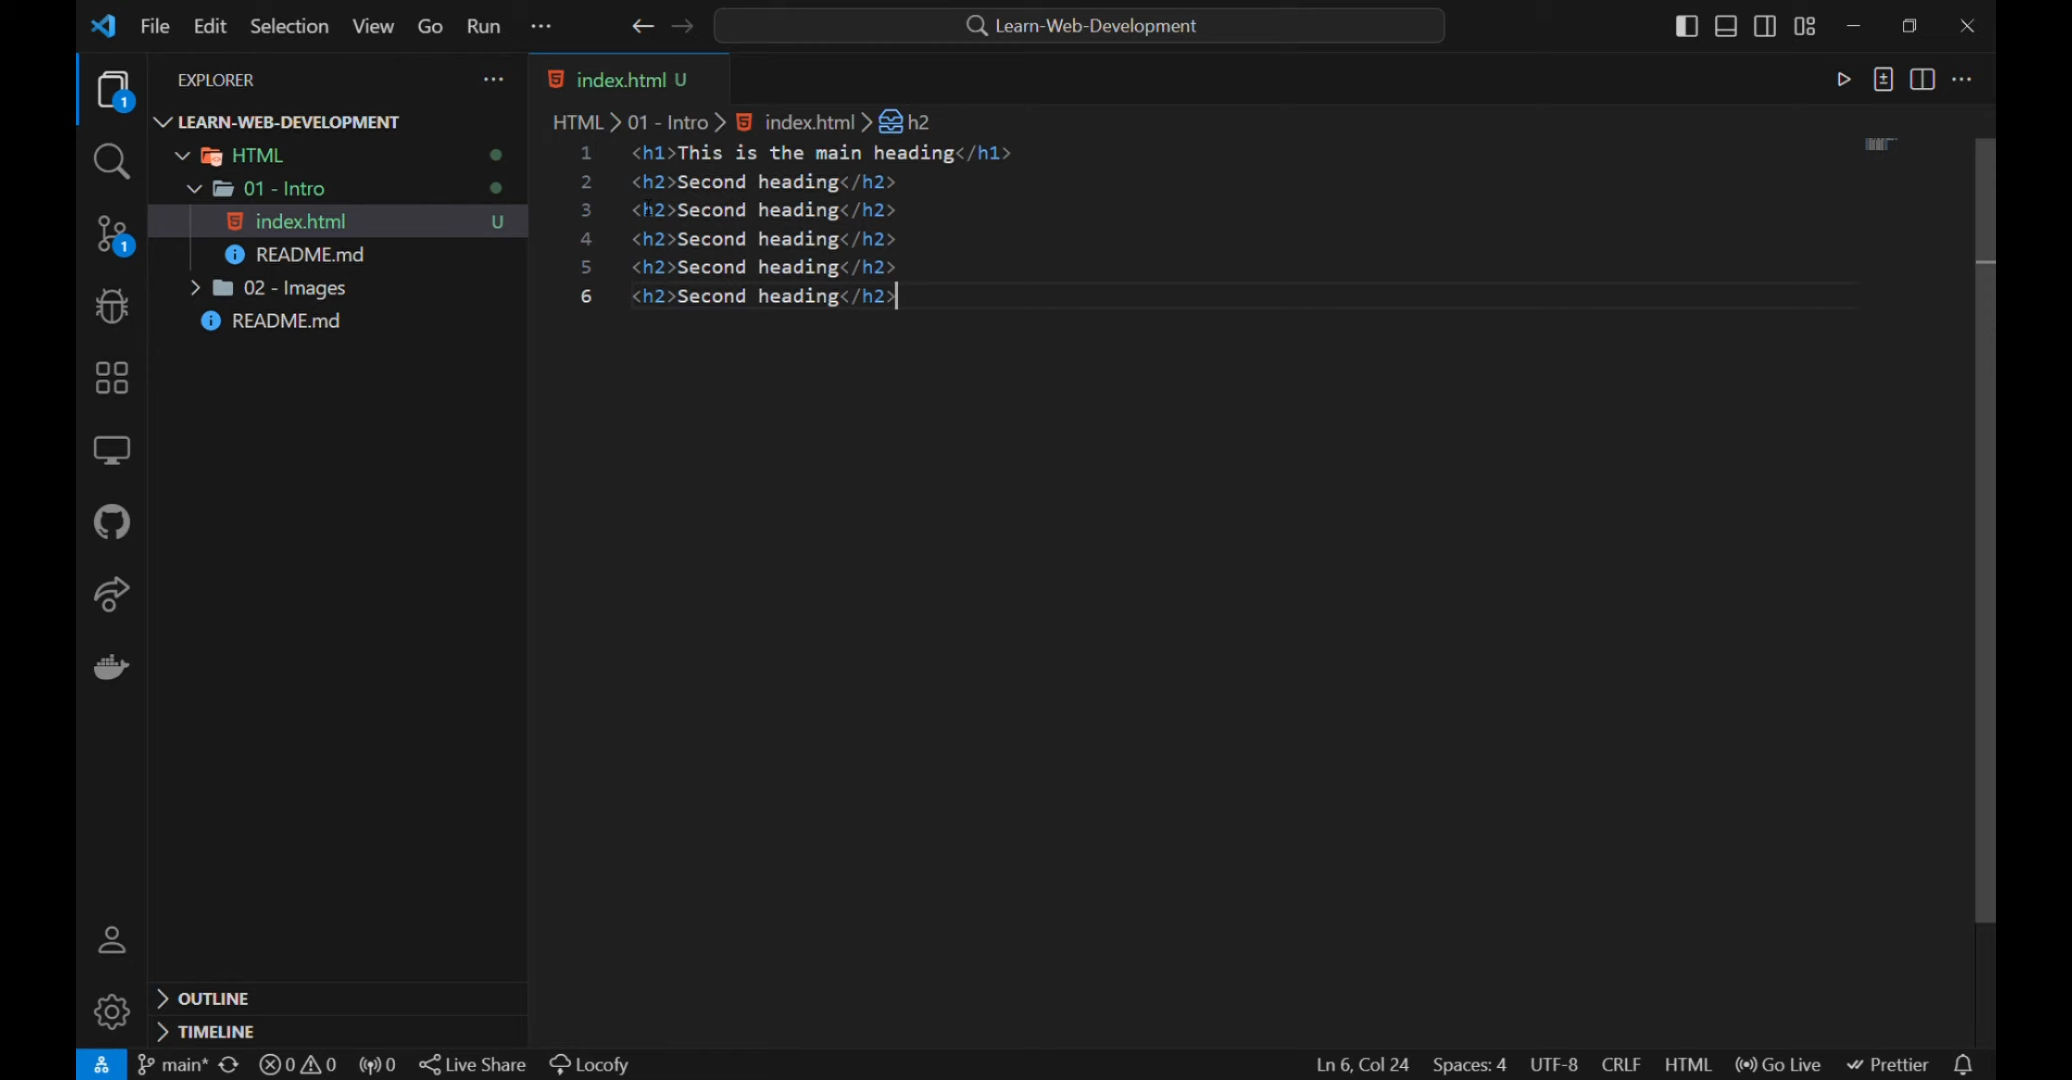 File Edit Selection View Go Run ···
Learn-Web-Development
EXPLORER ···
LEARN-WEB-DEVELOPMENT
HTML
01 - Intro
index.html U
README.md
02 - Images
README.md
OUTLINE
TIMELINE
1
1
index.html U
HTML > 01 - Intro > index.html > h2
1 <h1>This is the main heading</h1>
2 <h2>Second heading</h2>
3 <h2>Second heading</h2>
4 <h2>Second heading</h2>
5 <h2>Second heading</h2>
6 <h2>Second heading</h2>
main* 0 0 0 Live Share Locofy Ln 6, Col 24 Spaces: 4 UTF-8 CRLF HTML Go Live Prettier